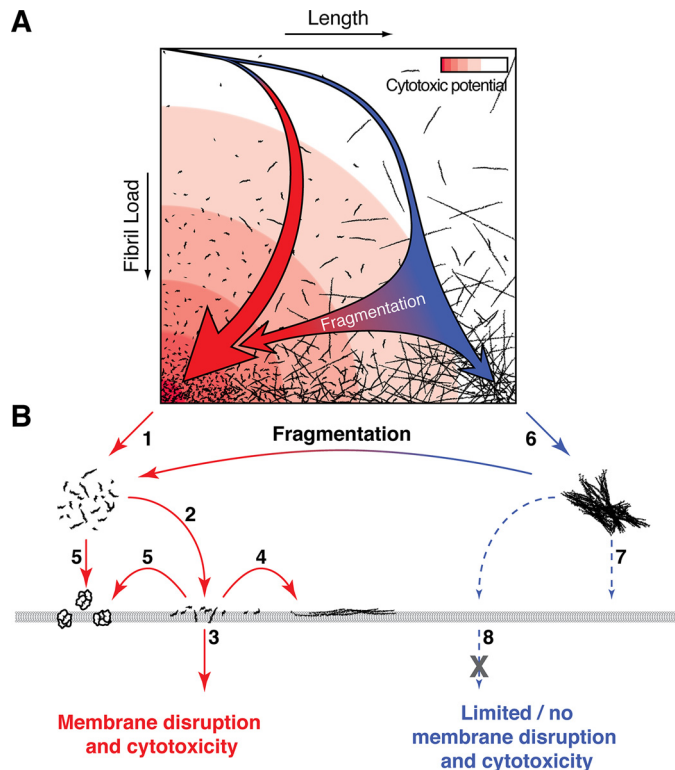 A
Length
Cytotoxic potential
Fibril Load
Fragmentation
B
1
Fragmentation
6
2
5
5
4
7
3
8
X
Membrane disruption
and cytotoxicity
Limited / no
membrane disruption
and cytotoxicity